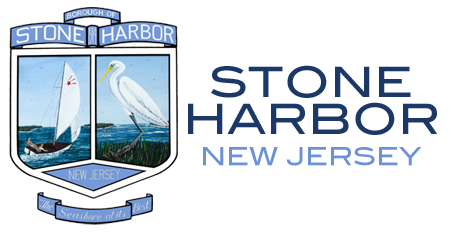 BOROUGH OF
STONE HARBOR
NEW JERSEY
The Seashore at its Best
STONE
HARBOR
NEW JERSEY